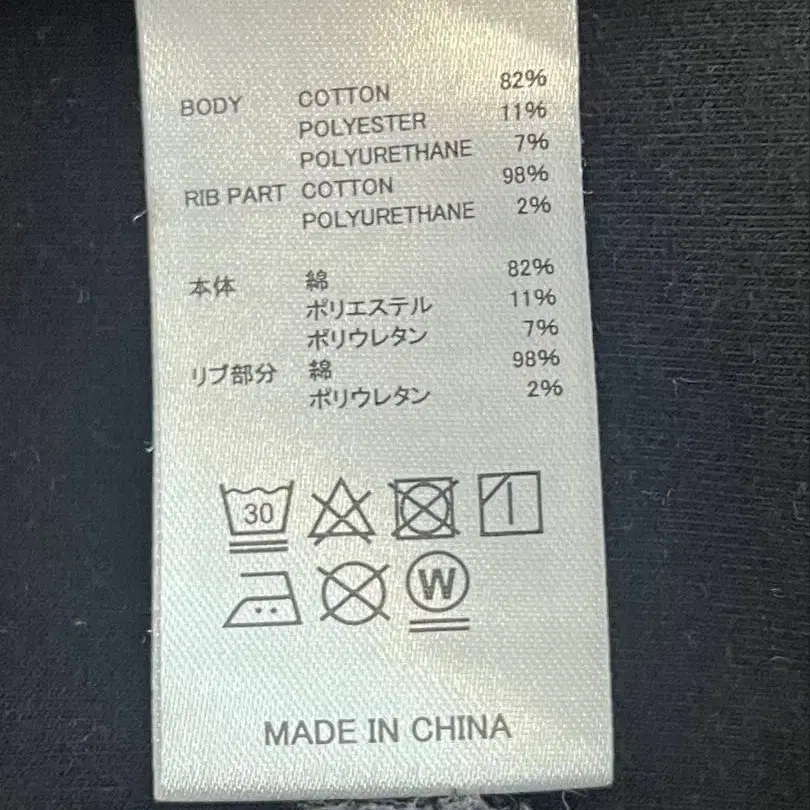 BODY COTTON 82%
POLYESTER 11%
POLYURETHANE 7%
RIB PART COTTON 98%
POLYURETHANE 2%
本体 綿 82%
ポリエステル 11%
ポリウレタン 7%
リブ部分 綿 98%
ポリウレタン 2%
30
W
MADE IN CHINA